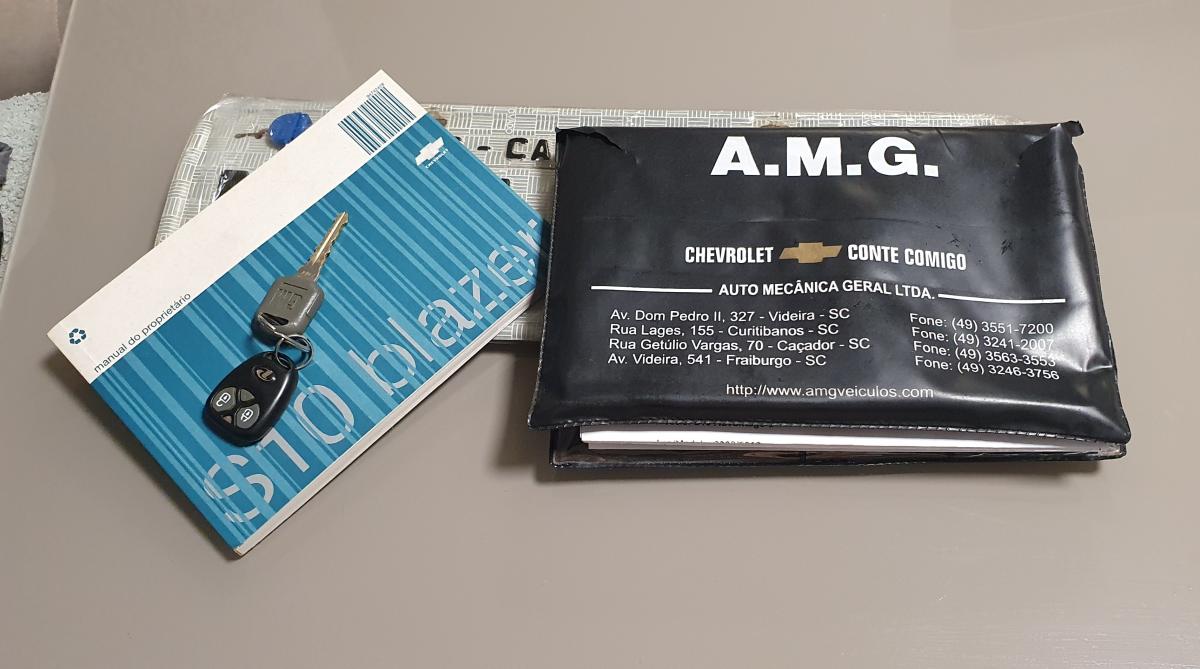 CHEVROLET
manual do proprietário
S10 blazer
GM
- CA
A.M.G.
CHEVROLET CONTE COMIGO
AUTO MECÂNICA GERAL LTDA.
Av. Dom Pedro II, 327 - Videira - SC Fone: (49) 3551-7200
Rua Lages, 155 - Curitibanos - SC Fone: (49) 3241-2007
Rua Getúlio Vargas, 70 - Caçador - SC Fone: (49) 3563-3553
Av. Videira, 541 - Fraiburgo - SC Fone: (49) 3246-3756
http://www.amgveiculos.com